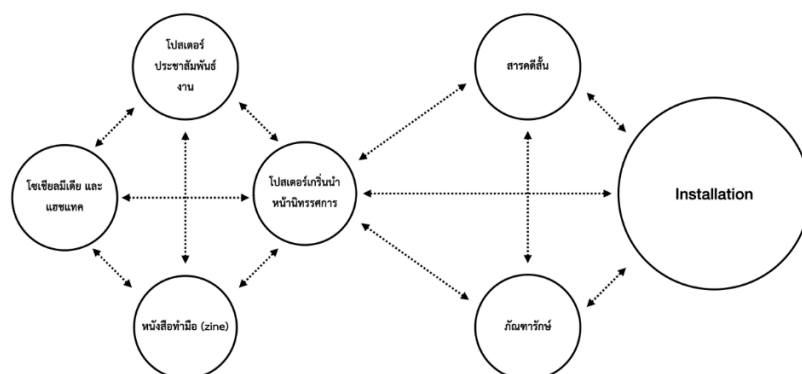 โปสเตอร์
ประชาสัมพันธ์
งาน
สารคดีสั้น
โซเชียลมีเดีย และ
แฮชแทค
โปสเตอร์เกริ่นนำ
หน้านิทรรศการ
Installation
หนังสือทำมือ (zine)
ภัณฑารักษ์